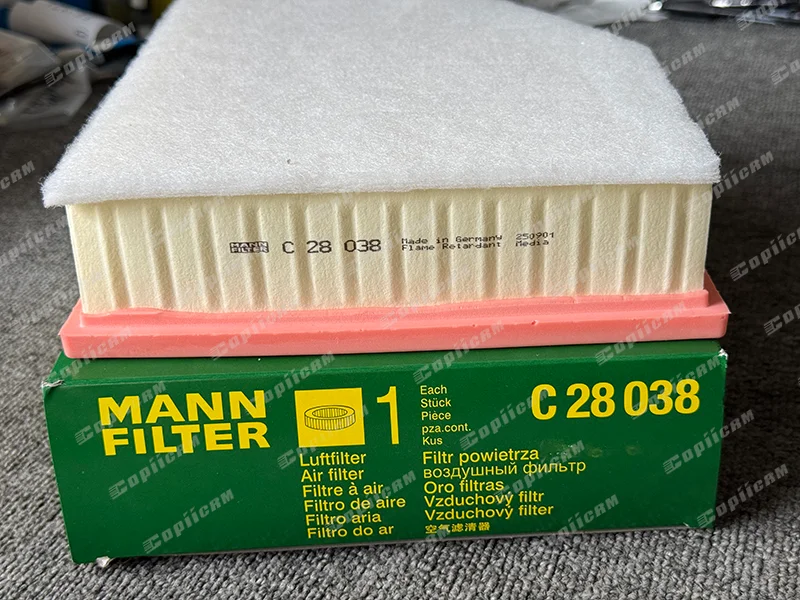 MANN
FILTER
C 28 038
Made in Germany 250901
Flame Retardant Media
MANN
FILTER
1
Each
Stück
Pièce
pza.cont.
Kus
C 28 038
Luftfilter
Air filter
Filtre à air
Filtro de aire
Filtro aria
Filtro do ar
Filtr powietrza
воздушный фильтр
Oro filtras
Vzduchový filtr
Vzduchový filter
空气滤清器
CopiicAM